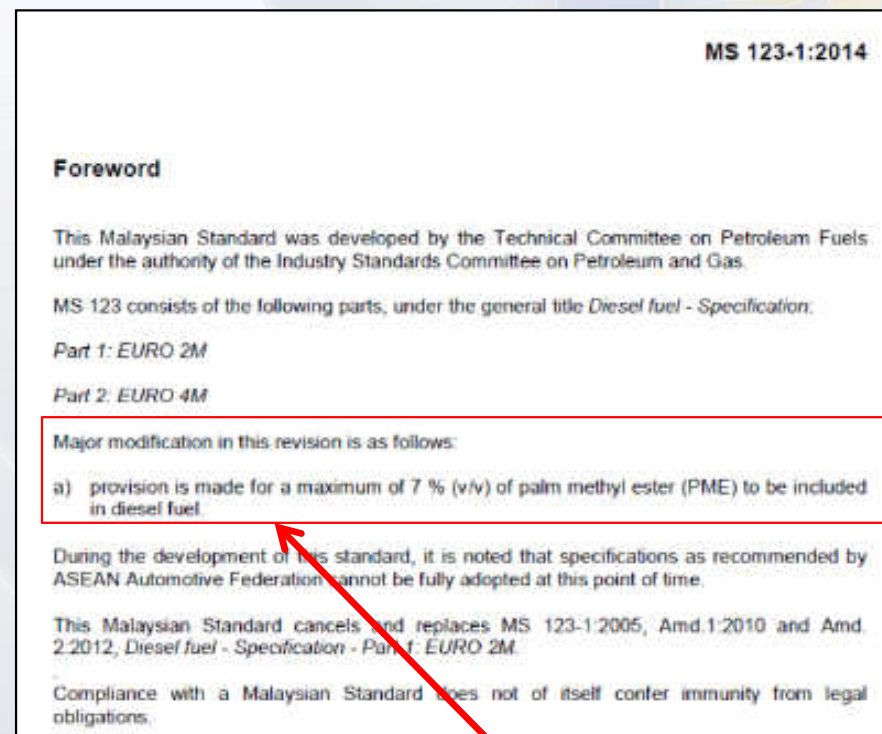 MS 123-1:2014
Foreword
This Malaysian Standard was developed by the Technical Committee on Petroleum Fuels
under the authority of the Industry Standards Committee on Petroleum and Gas.
MS 123 consists of the following parts, under the general title Diesel fuel - Specification:
Part 1: EURO 2M
Part 2: EURO 4M
Major modification in this revision is as follows:
a) provision is made for a maximum of 7 % (v/v) of palm methyl ester (PME) to be included
in diesel fuel.
During the development of this standard, it is noted that specifications as recommended by
ASEAN Automotive Federation cannot be fully adopted at this point of time.
This Malaysian Standard cancels and replaces MS 123-1:2005, Amd.1:2010 and Amd.
2:2012, Diesel fuel - Specification - Part 1: EURO 2M.
Compliance with a Malaysian Standard does not of itself confer immunity from legal
obligations.